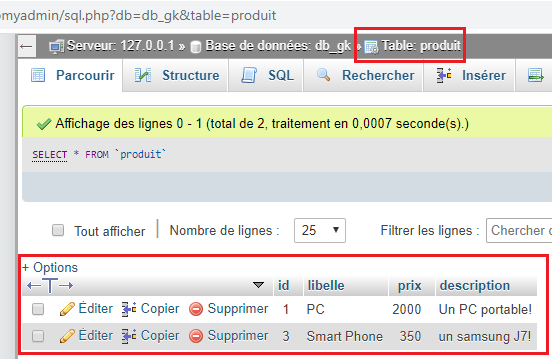 omyadmin/sql.php?db=db_gk&table=produit
Serveur: 127.0.0.1 » Base de données: db_gk » Table: produit
Parcourir Structure SQL Rechercher Insérer
Affichage des lignes 0 - 1 (total de 2, traitement en 0,0007 seconde(s).)
SELECT * FROM `produit`
Tout afficher Nombre de lignes : 25 Filtrer les lignes : Chercher
+ Options
id libelle prix description
Éditer Copier Supprimer 1 PC 2000 Un PC portable!
Éditer Copier Supprimer 3 Smart Phone 350 un samsung J7!